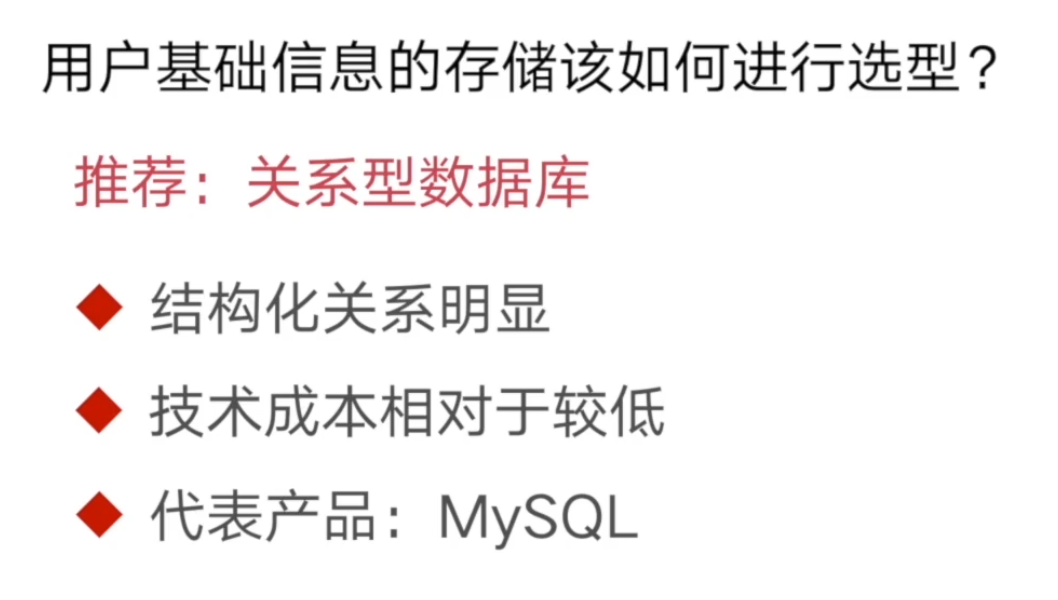 用户基础信息的存储该如何进行选型？
推荐：关系型数据库
结构化关系明显
技术成本相对于较低
代表产品：MySQL